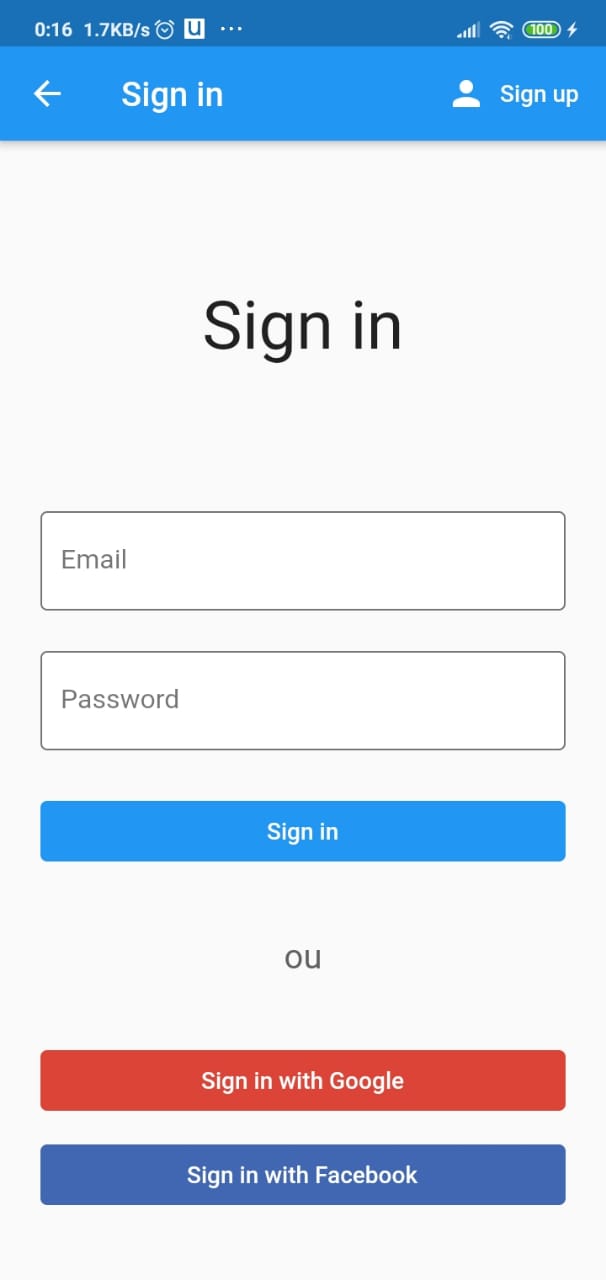 0:16 1.7KB/s U ...
100
Sign in
Sign up
Sign in
Email
Password
Sign in
ou
Sign in with Google
Sign in with Facebook